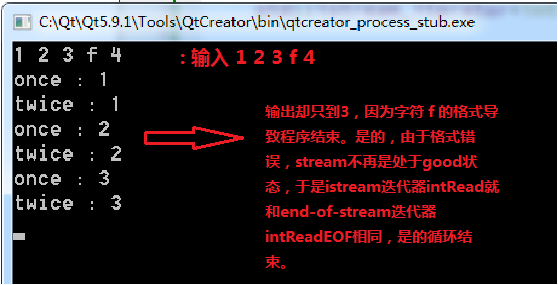 C:\Qt\Qt5.9.1\Tools\QtCreator\bin\qtcreator_process_stub.exe
1 2 3 f 4 ：输入 1 2 3 f 4
once : 1
twice : 1
once : 2
twice : 2
once : 3
twice : 3
输出却只到3，因为字符 f 的格式导
致程序结束。是的，由于格式错
误，stream不再是处于good状
态，于是istream迭代器intRead就
和end-of-stream迭代器
intReadEOF相同，是的循环结
束。